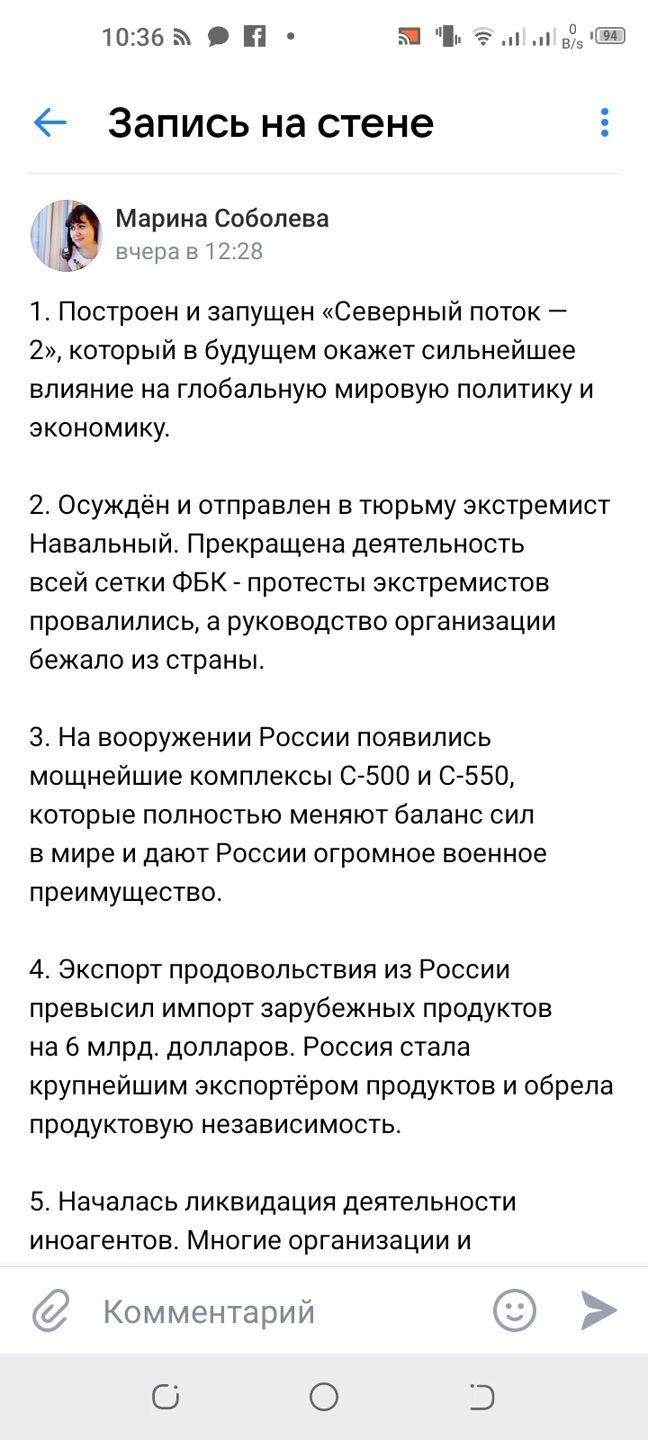 10:36
0
B/s
94
Запись на стене
Марина Соболева
вчера в 12:28
1. Построен и запущен «Северный поток —
2», который в будущем окажет сильнейшее
влияние на глобальную мировую политику и
экономику.
2. Осуждён и отправлен в тюрьму экстремист
Навальный. Прекращена деятельность
всей сетки ФБК - протесты экстремистов
провалились, а руководство организации
бежало из страны.
3. На вооружении России появились
мощнейшие комплексы С-500 и С-550,
которые полностью меняют баланс сил
в мире и дают России огромное военное
преимущество.
4. Экспорт продовольствия из России
превысил импорт зарубежных продуктов
на 6 млрд. долларов. Россия стала
крупнейшим экспортёром продуктов и обрела
продуктовую независимость.
5. Началась ликвидация деятельности
иноагентов. Многие организации и
Комментарий